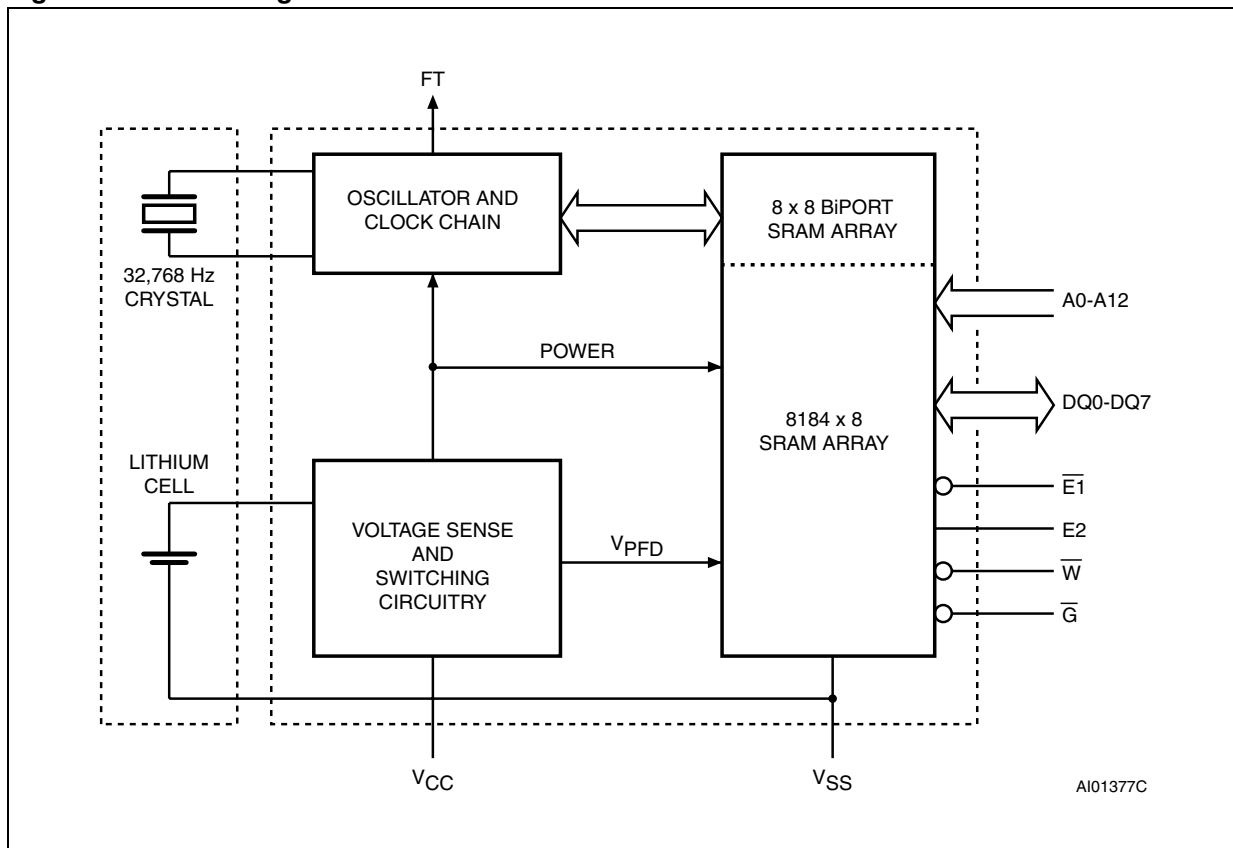 FT
OSCILLATOR AND
CLOCK CHAIN
8 x 8 BiPORT
SRAM ARRAY
32,768 Hz
CRYSTAL
A0-A12
POWER
DQ0-DQ7
8184 x 8
SRAM ARRAY
LITHIUM
CELL
E1
VOLTAGE SENSE
AND
SWITCHING
CIRCUITRY
VPFD
E2
W
G
VCC
VSS
AI01377C